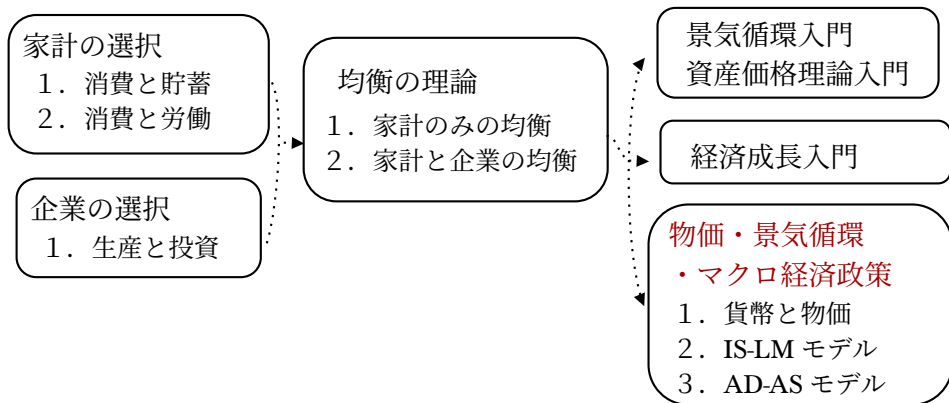 家計の選択
１．消費と貯蓄
２．消費と労働
企業の選択
１．生産と投資
均衡の理論
１．家計のみの均衡
２．家計と企業の均衡
景気循環入門
資産価格理論入門
経済成長入門
物価・景気循環
・マクロ経済政策
１．貨幣と物価
２．IS-LM モデル
３．AD-AS モデル